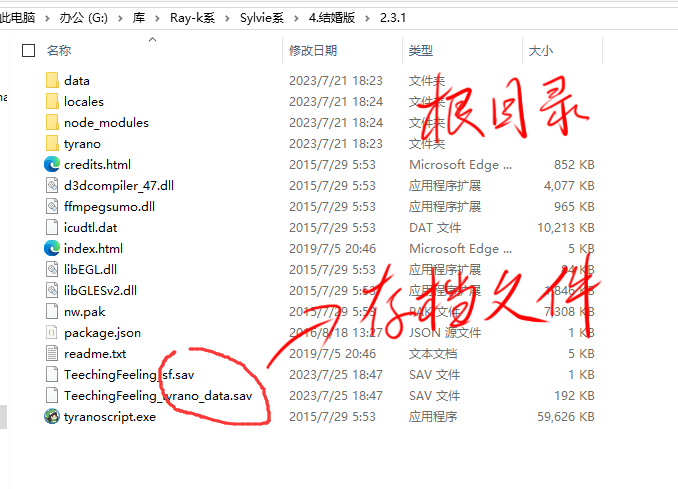 此电脑 > 办公 (G:) > 库 > Ray-k系 > Sylvie系 > 4.结婚版 > 2.3.1
名称 修改日期 类型 大小
data 2023/7/21 18:23 文件夹
locales 2023/7/21 18:24 文件夹
根目录
node_modules 2023/7/21 18:24 文件夹
tyrano 2023/7/21 18:23 文件夹
credits.html 2015/7/29 5:53 Microsoft Edge ... 852 KB
d3dcompiler_47.dll 2015/7/29 5:53 应用程序扩展 4,077 KB
ffmpegsumo.dll 2015/7/29 5:53 应用程序扩展 965 KB
icudtl.dat 2015/7/29 5:53 DAT 文件 10,213 KB
index.html 2019/7/5 20:46 Microsoft Edge ... 5 KB
libEGL.dll 2015/7/29 5:53 应用程序扩展 KB
libGLESv2.dll 2015/7/29 5:53 应用程序扩展 KB
存档文件
nw.pak 2015/7/29 5:53 PAK 文件 7,308 KB
package.json 2016/8/18 13:27 JSON 源文件 1 KB
readme.txt 2019/7/5 20:46 文本文档 5 KB
TeechingFeeling_sf.sav 2023/7/25 18:47 SAV 文件 1 KB
TeechingFeeling_tyrano_data.sav 2023/7/25 18:47 SAV 文件 192 KB
tyranoscript.exe 2015/7/29 5:53 应用程序 59,626 KB